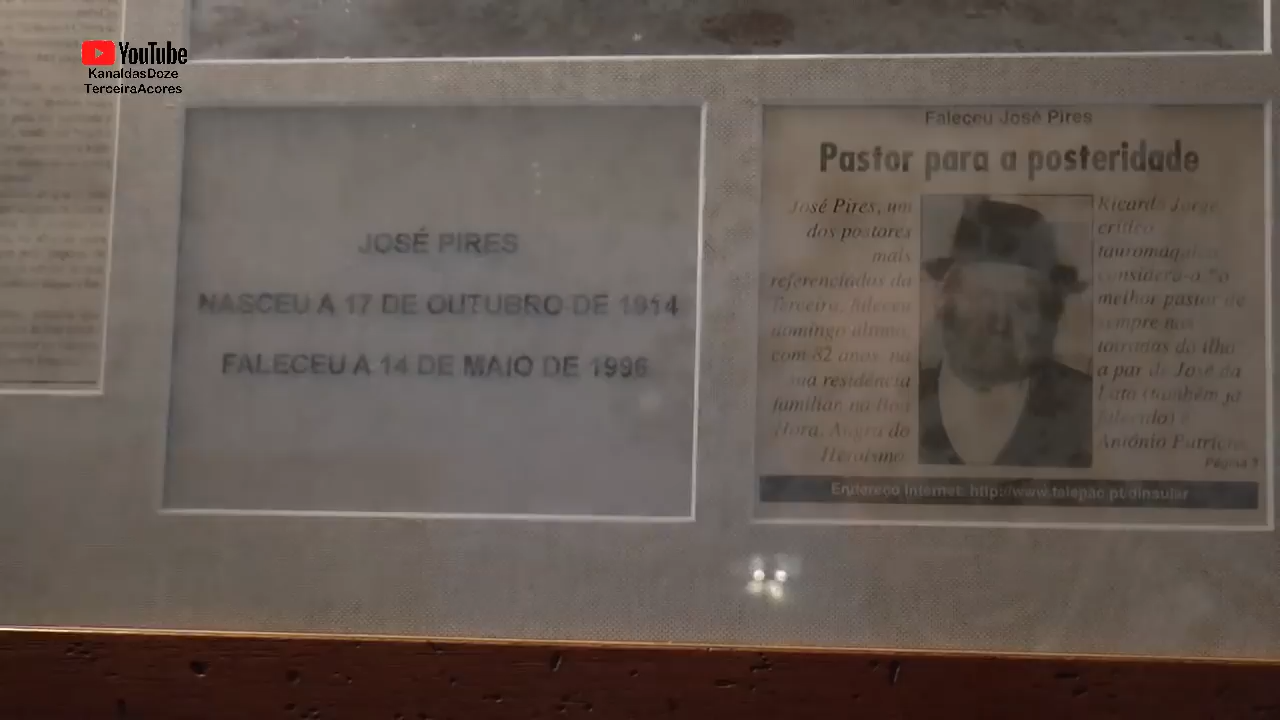 YouTube
KanaldasDoze
TerceiraAcores
JOSÉ PIRES
NASCEU A 17 DE OUTUBRO DE 1914
FALECEU A 14 DE MAIO DE 1996
Faleceu José Pires
Pastor para a posteridade
José Pires, um
dos pastores
mais
referenciados da
Terceira, faleceu
domingo último,
com 82 anos, na
sua residência
familiar, na Boa
Hora, Angra do
Heroísmo.
Ricardo Jorge,
crítico
tauromáquico,
considera-o "o
melhor pastor de
sempre nas
touradas da ilha
a par de José da
Lata (também já
falecido) e
António Patrício.
Página 3
Endereço Internet: http://www.telepac.pt/dinsular